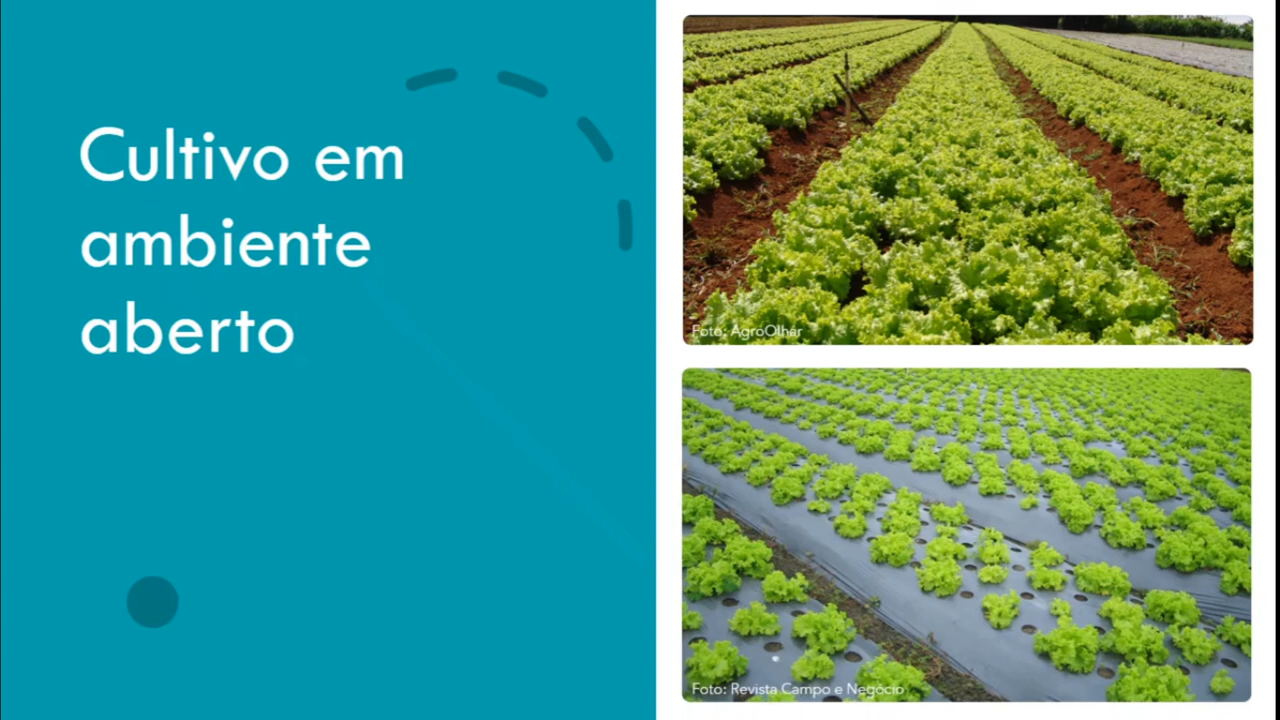 Cultivo em
ambiente
aberto
Foto: AgroOlhar
Foto: Revista Campo e Negócio